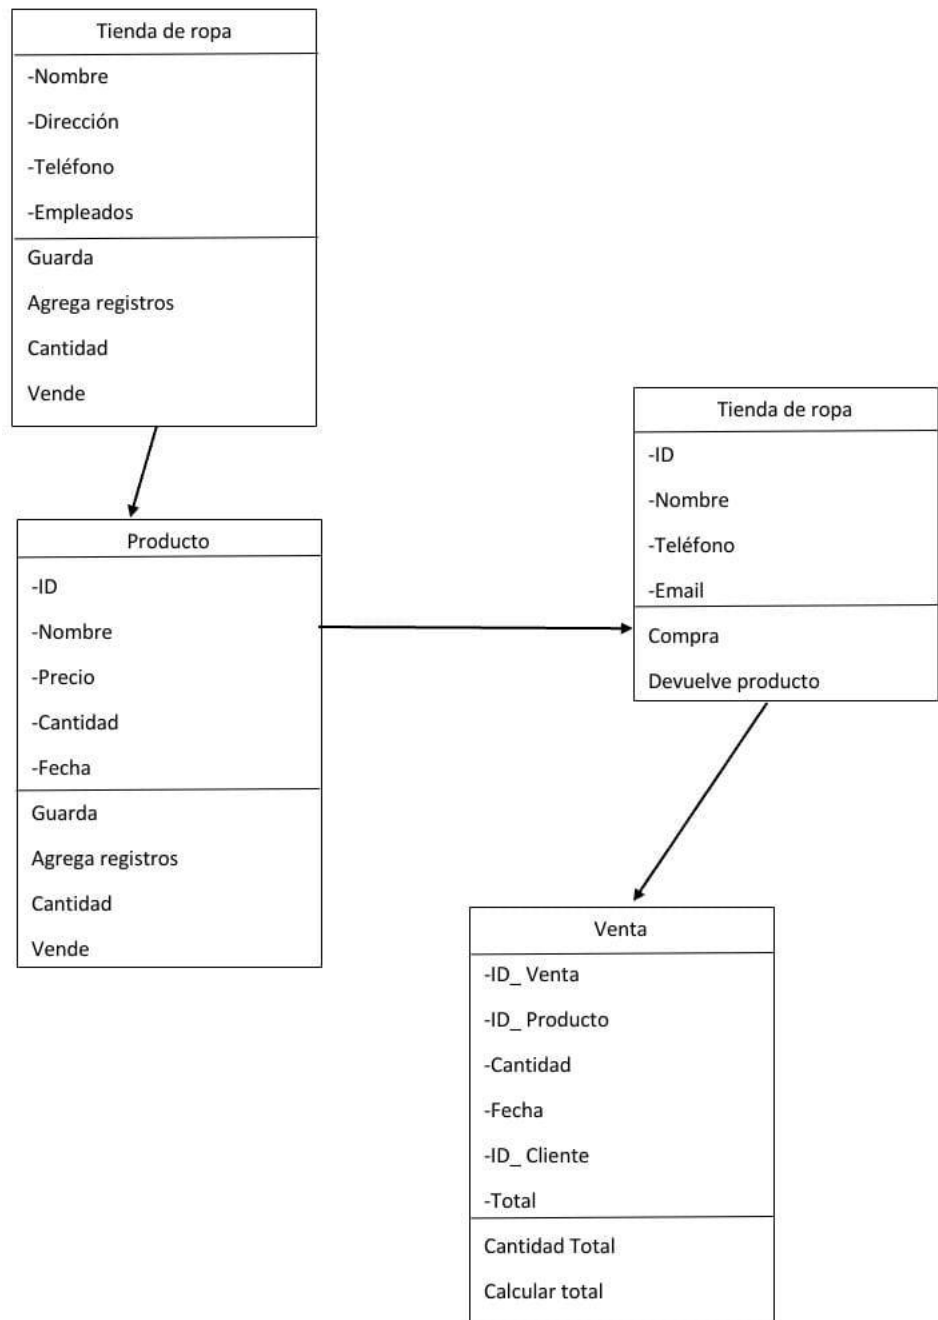 Tienda de ropa
-Nombre
-Dirección
-Teléfono
-Empleados
Guarda
Agrega registros
Cantidad
Vende
Producto
-ID
-Nombre
-Precio
-Cantidad
-Fecha
Guarda
Agrega registros
Cantidad
Vende
Tienda de ropa
-ID
-Nombre
-Teléfono
-Email
Compra
Devuelve producto
Venta
-ID_ Venta
-ID_ Producto
-Cantidad
-Fecha
-ID_ Cliente
-Total
Cantidad Total
Calcular total